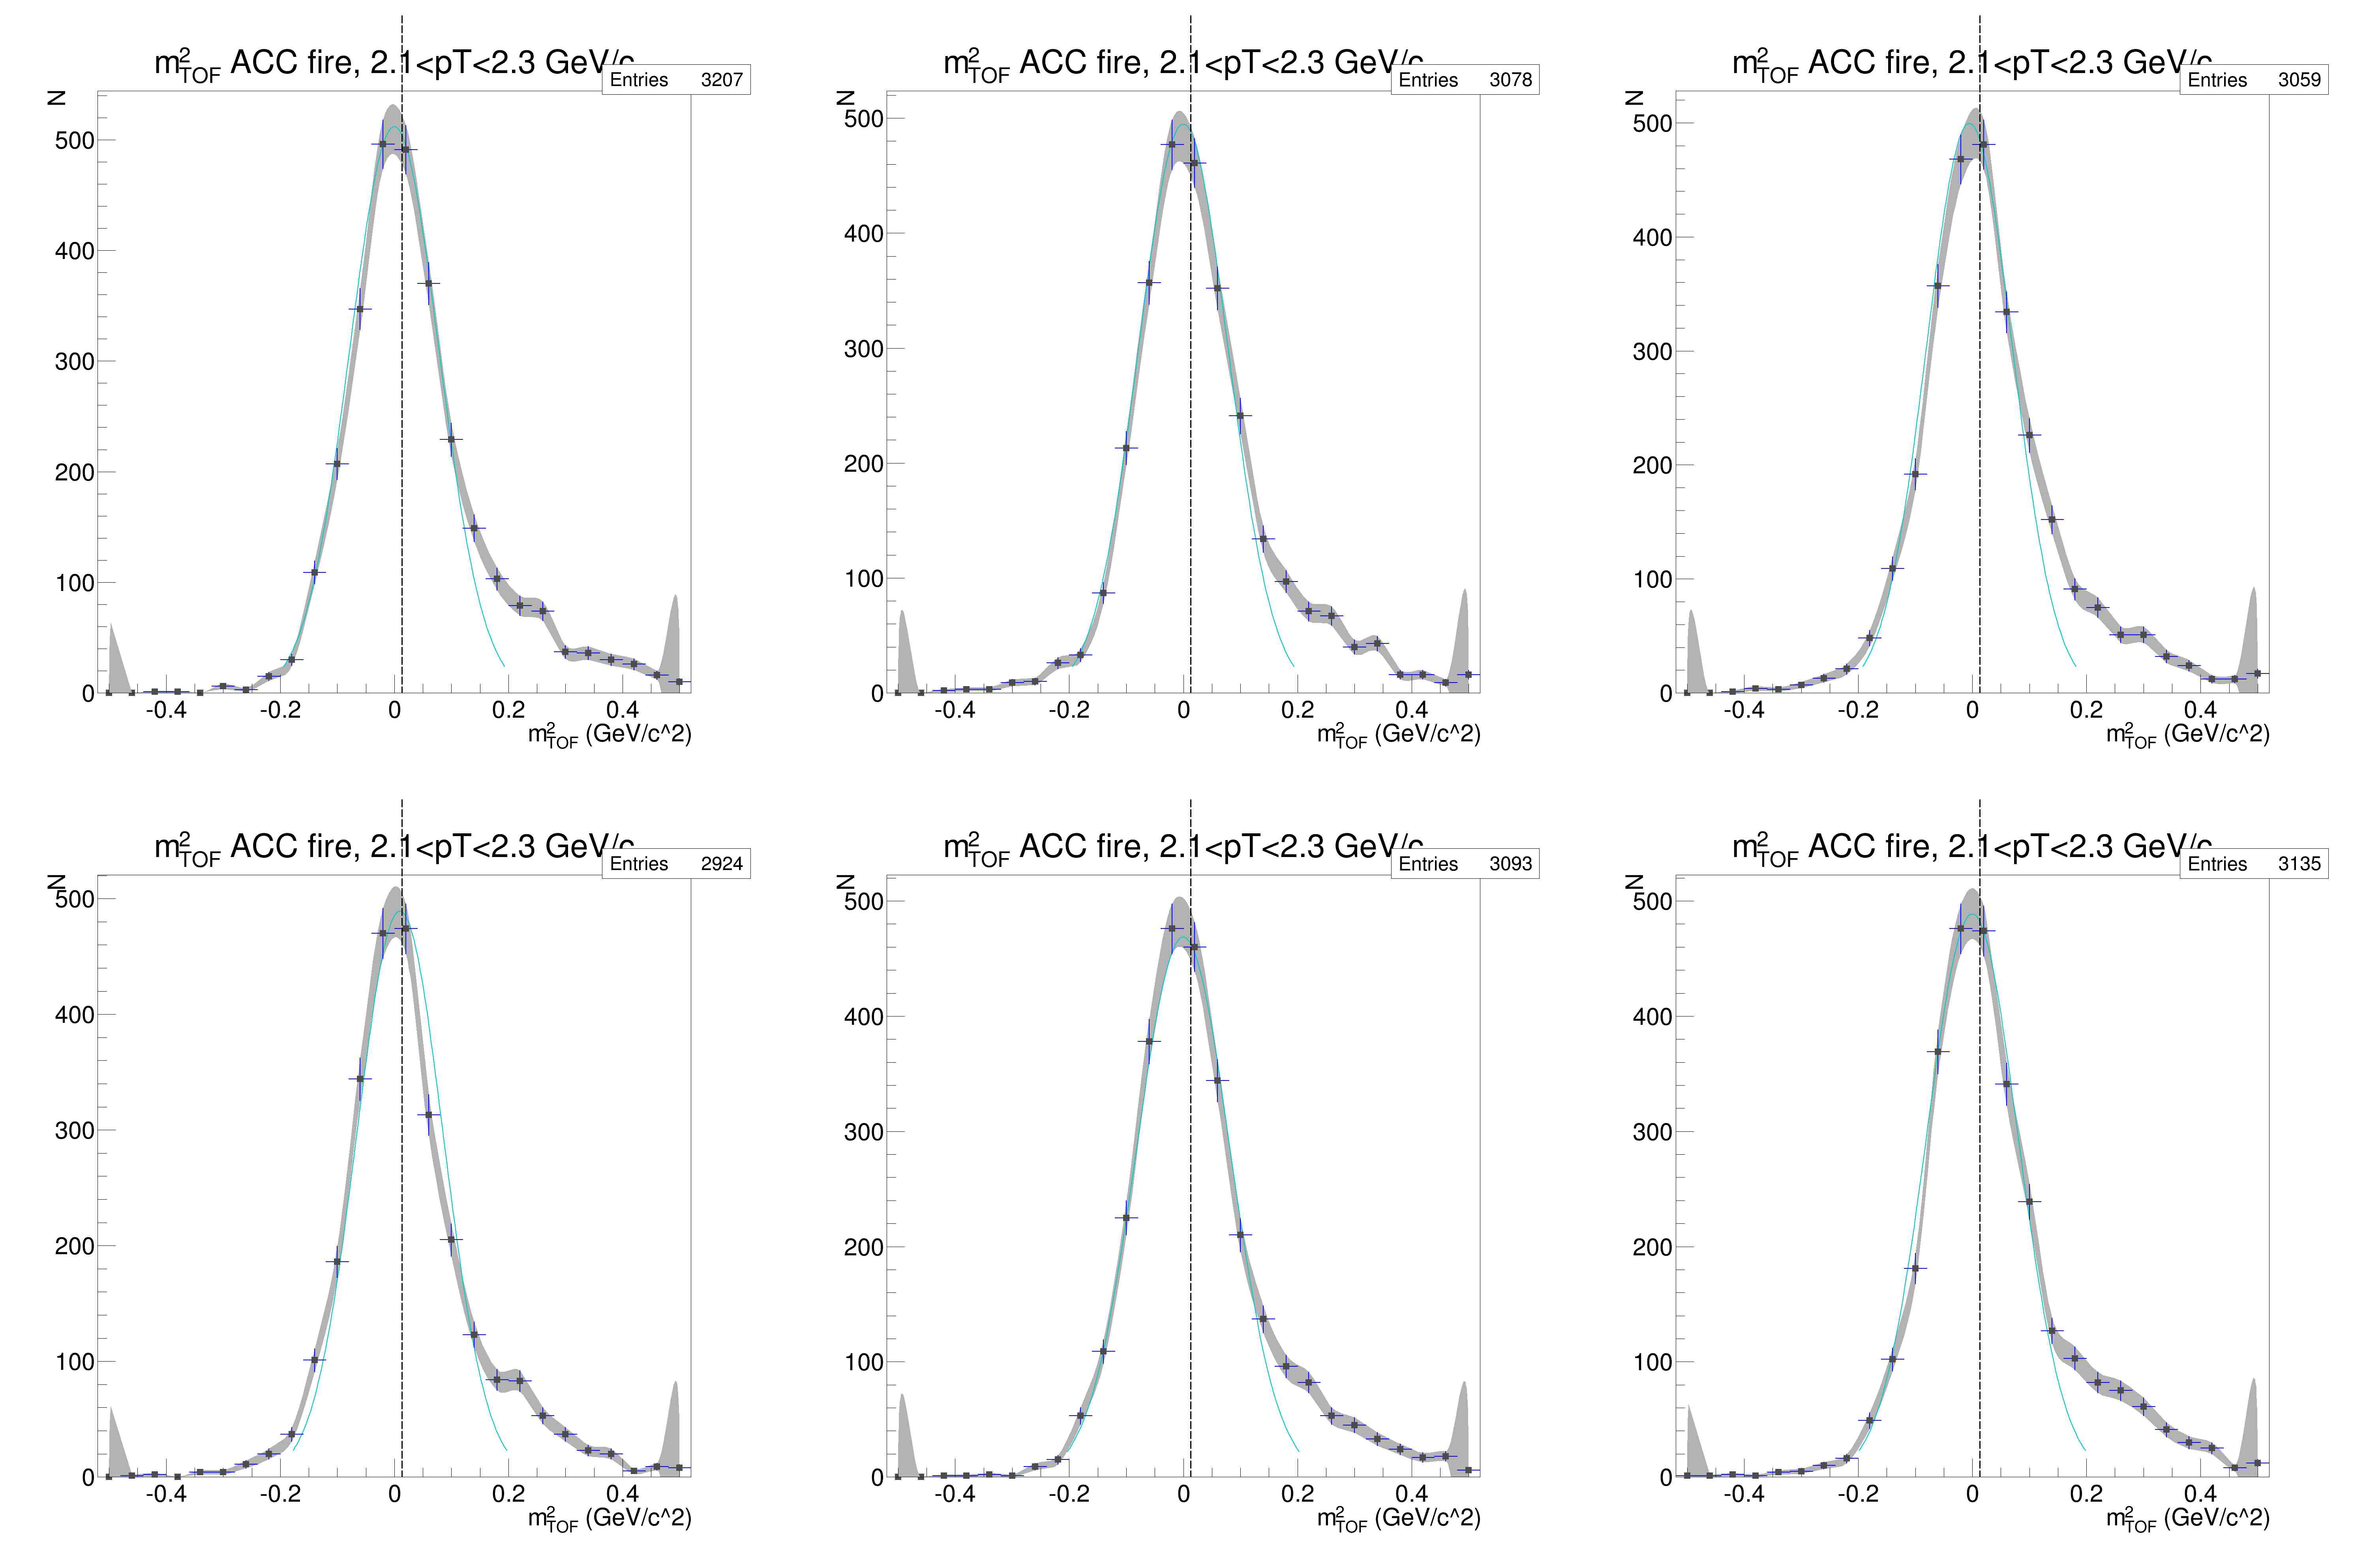 m²TOF ACC fire, 2.1<pT<2.3 GeV/c
Entries 3207
N
500
400
300
200
100
0
-0.4 -0.2 0 0.2 0.4
m²TOF (GeV/c^2)
m²TOF ACC fire, 2.1<pT<2.3 GeV/c
Entries 3078
N
500
400
300
200
100
0
-0.4 -0.2 0 0.2 0.4
m²TOF (GeV/c^2)
m²TOF ACC fire, 2.1<pT<2.3 GeV/c
Entries 3059
N
500
400
300
200
100
0
-0.4 -0.2 0 0.2 0.4
m²TOF (GeV/c^2)
m²TOF ACC fire, 2.1<pT<2.3 GeV/c
Entries 2924
N
500
400
300
200
100
0
-0.4 -0.2 0 0.2 0.4
m²TOF (GeV/c^2)
m²TOF ACC fire, 2.1<pT<2.3 GeV/c
Entries 3093
N
500
400
300
200
100
0
-0.4 -0.2 0 0.2 0.4
m²TOF (GeV/c^2)
m²TOF ACC fire, 2.1<pT<2.3 GeV/c
Entries 3135
N
500
400
300
200
100
0
-0.4 -0.2 0 0.2 0.4
m²TOF (GeV/c^2)